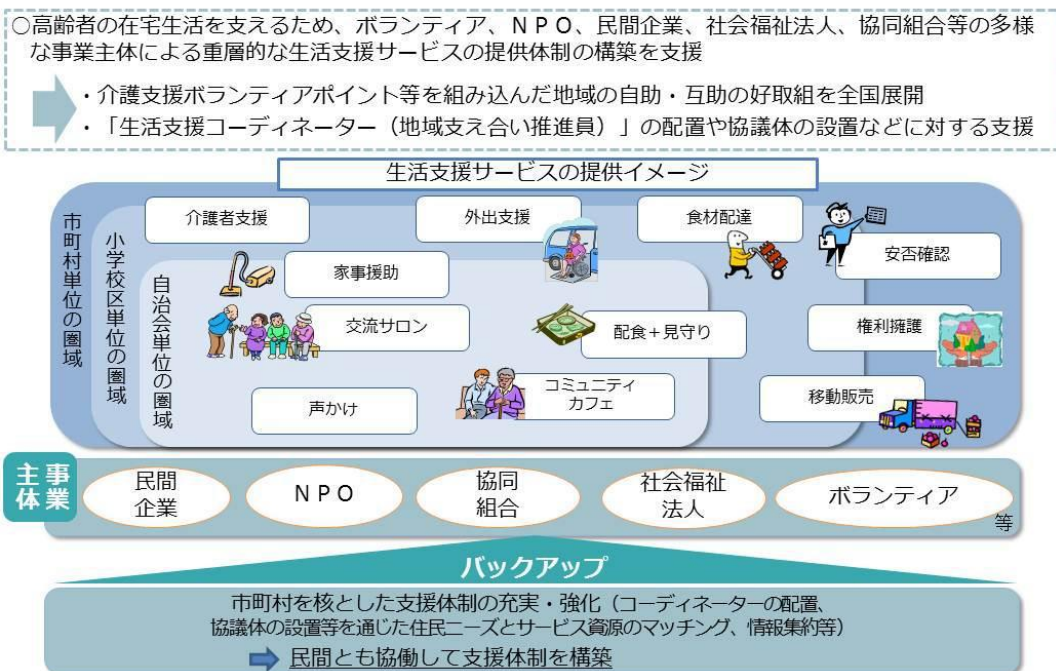 ○高齢者の在宅生活を支えるため、ボランティア、ＮＰＯ、民間企業、社会福祉法人、協同組合等の多様
な事業主体による重層的な生活支援サービスの提供体制の構築を支援
・介護支援ボランティアポイント等を組み込んだ地域の自助・互助の好取組を全国展開
・「生活支援コーディネーター（地域支え合い推進員）」の配置や協議体の設置などに対する支援
生活支援サービスの提供イメージ
市町村単位の圏域
小学校区単位の圏域
自治会単位の圏域
介護者支援
外出支援
食材配達
安否確認
家事援助
交流サロン
配食＋見守り
権利擁護
声かけ
コミュニティ
カフェ
移動販売
事業
主体
民間
企業
ＮＰＯ
協同
組合
社会福祉
法人
ボランティア
等
バックアップ
市町村を核とした支援体制の充実・強化（コーディネーターの配置、
協議体の設置等を通じた住民ニーズとサービス資源のマッチング、情報集約等）
民間とも協働して支援体制を構築